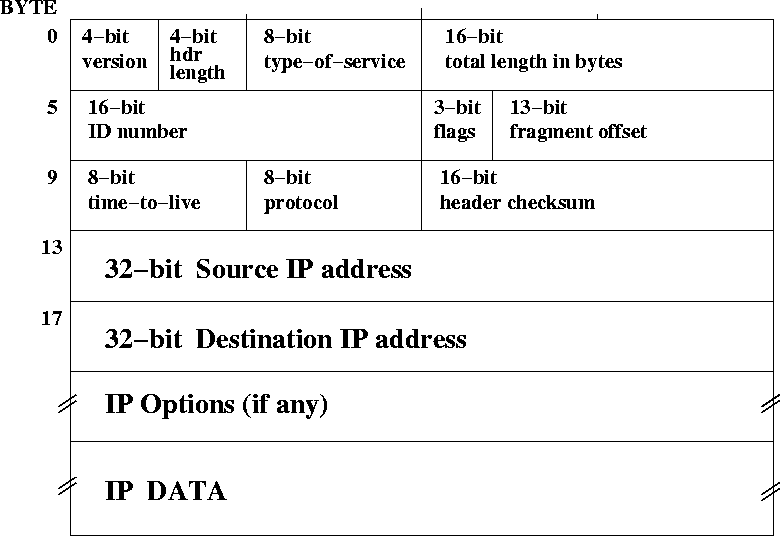 BYTE
0
4−bit
version
4−bit
hdr
length
8−bit
type−of−service
16−bit
total length in bytes
5
16−bit
ID number
3−bit
flags
13−bit
fragment offset
9
8−bit
time−to−live
8−bit
protocol
16−bit
header checksum
13
32−bit Source IP address
17
32−bit Destination IP address
IP Options (if any)
IP DATA